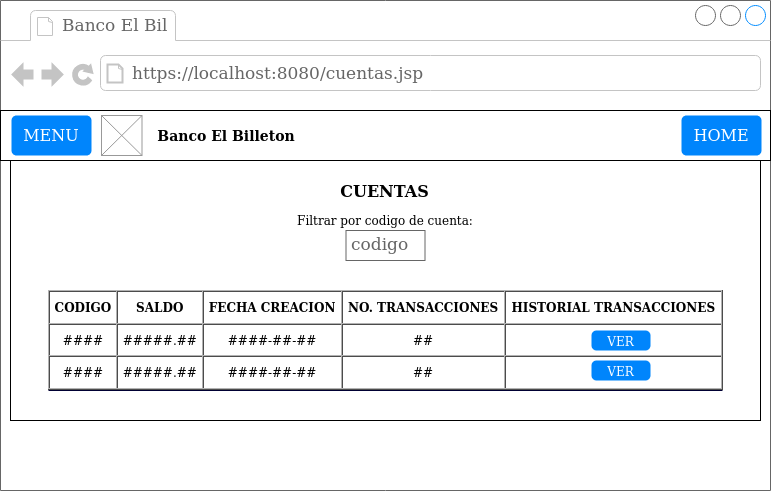 Banco El Bil
https://localhost:8080/cuentas.jsp
MENU Banco El Billeton HOME
CUENTAS
Filtrar por codigo de cuenta:
codigo
CODIGO SALDO FECHA CREACION NO. TRANSACCIONES HISTORIAL TRANSACCIONES
#### #####.## ####-##-## ## VER
#### #####.## ####-##-## ## VER